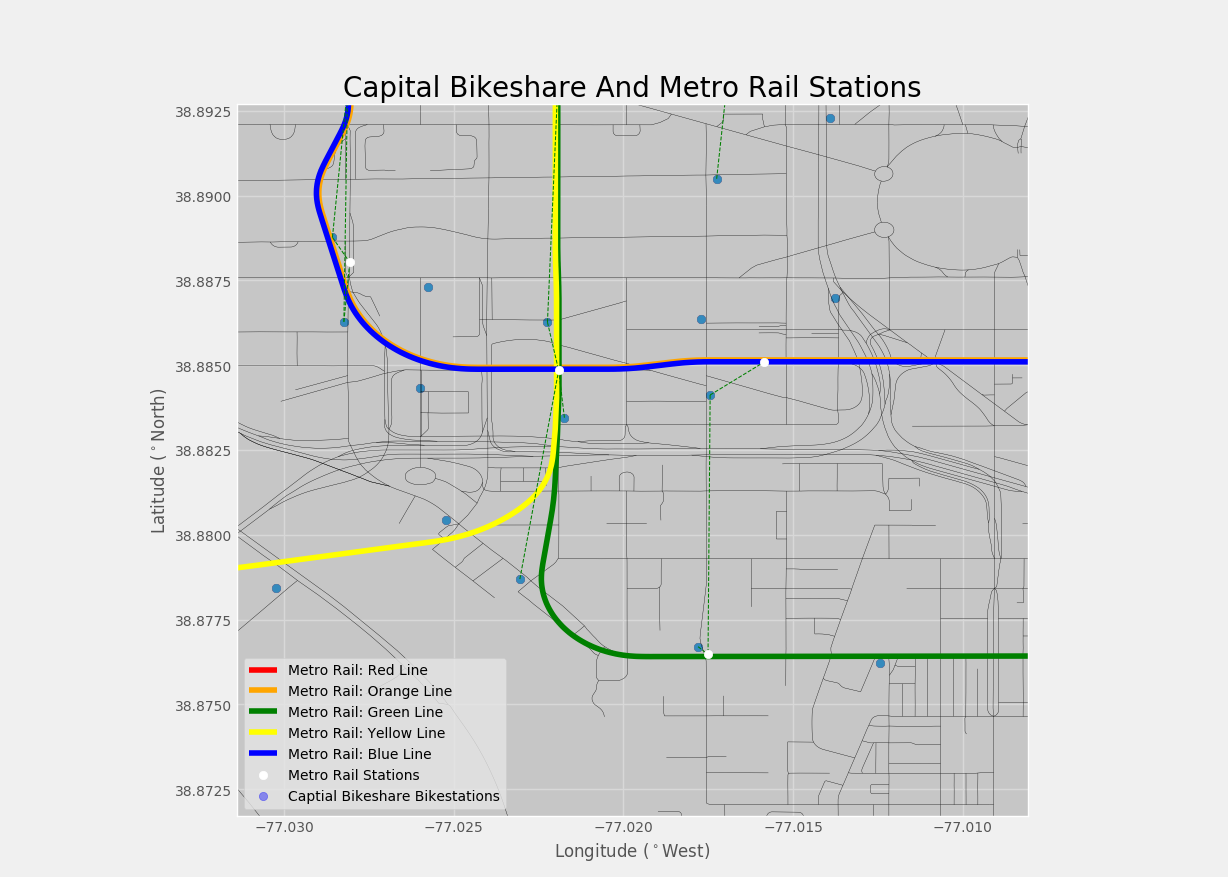 Capital Bikeshare And Metro Rail Stations
38.8925
38.8900
38.8875
38.8850
38.8825
38.8800
38.8775
38.8750
38.8725
Latitude (°North)
Metro Rail: Red Line
Metro Rail: Orange Line
Metro Rail: Green Line
Metro Rail: Yellow Line
Metro Rail: Blue Line
Metro Rail Stations
Captial Bikeshare Bikestations
−77.030
−77.025
−77.020
−77.015
−77.010
Longitude (°West)